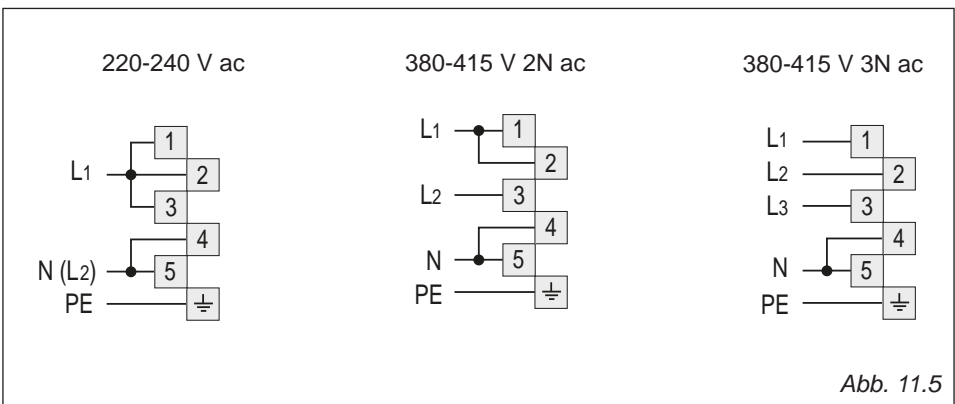 220-240 V ac
L1
1
2
3
4
N (L2)
5
PE
380-415 V 2N ac
L1
1
2
L2
3
4
N
5
PE
380-415 V 3N ac
L1
1
L2
2
L3
3
4
N
5
PE
Abb. 11.5